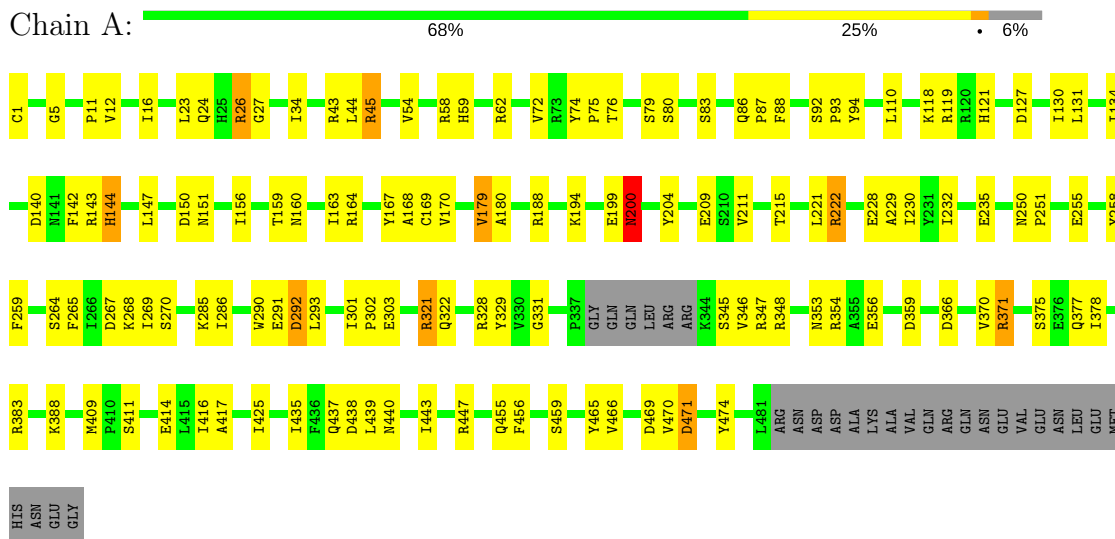 Chain A:
68% 25% • 6%
C1 G5 P11 V12 I16 L23 Q24 H25 R26 G27 I34 R43 L44 R45 V54 R58 H59 R62 V72 R73 Y74 P75 T76 S79 S80 S83 Q86 P87 F88 S92 P93 Y94 L110 K118 R119 R120 H121 D127 I130 L131
D140 N141 F142 R143 H144 L147 D150 N151 I156 T159 N160 I163 R164 Y167 A168 C169 V170 V179 A180 R188 K194 E199 N200 Y204 E209 S210 V211 T215 L221 R222 E228 A229 I230 Y231 I232 E235 N250 P251 E255
F259 S264 F265 I266 D267 K268 I269 S270 K285 I286 W290 E291 D292 L293 I301 P302 E303 R321 Q322 R328 Y329 V330 G331 P337 GLY GLN GLN LEU ARG ARG K344 S345 V346 R347 R348 N353 R354 A355 E356 D359 D366 V370 R371 S375 E376 Q377 I378
R383 K388 M409 P410 S411 E414 L415 I416 A417 I425 I435 F436 Q437 D438 L439 N440 I443 R447 Q455 F456 S459 Y465 V466 D469 V470 D471 Y474 L481 ARG ASN ASP ASP ALA LYS ALA VAL GLN ARG GLN ASN GLU VAL GLU ASN LEU GLU MET
HIS ASN GLU GLY